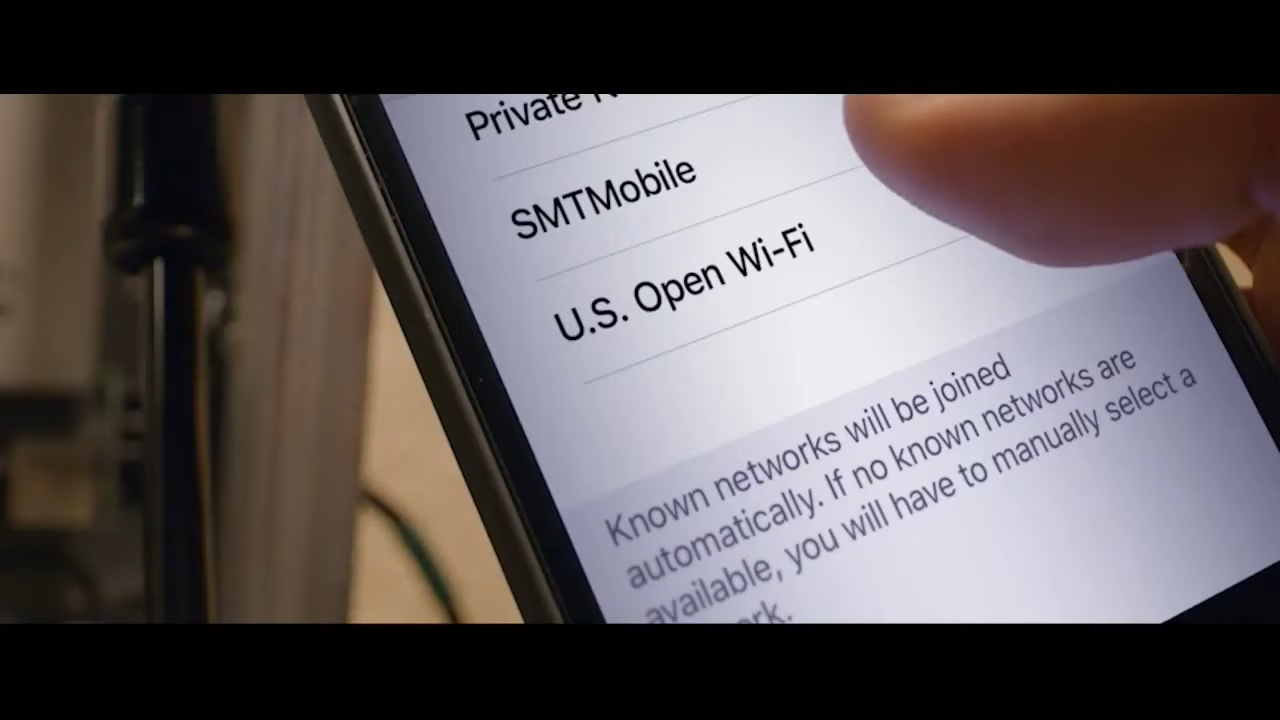 Private
SMTMobile
U.S. Open Wi-Fi
Known networks will be joined
automatically. If no known networks are
available, you will have to manually select a